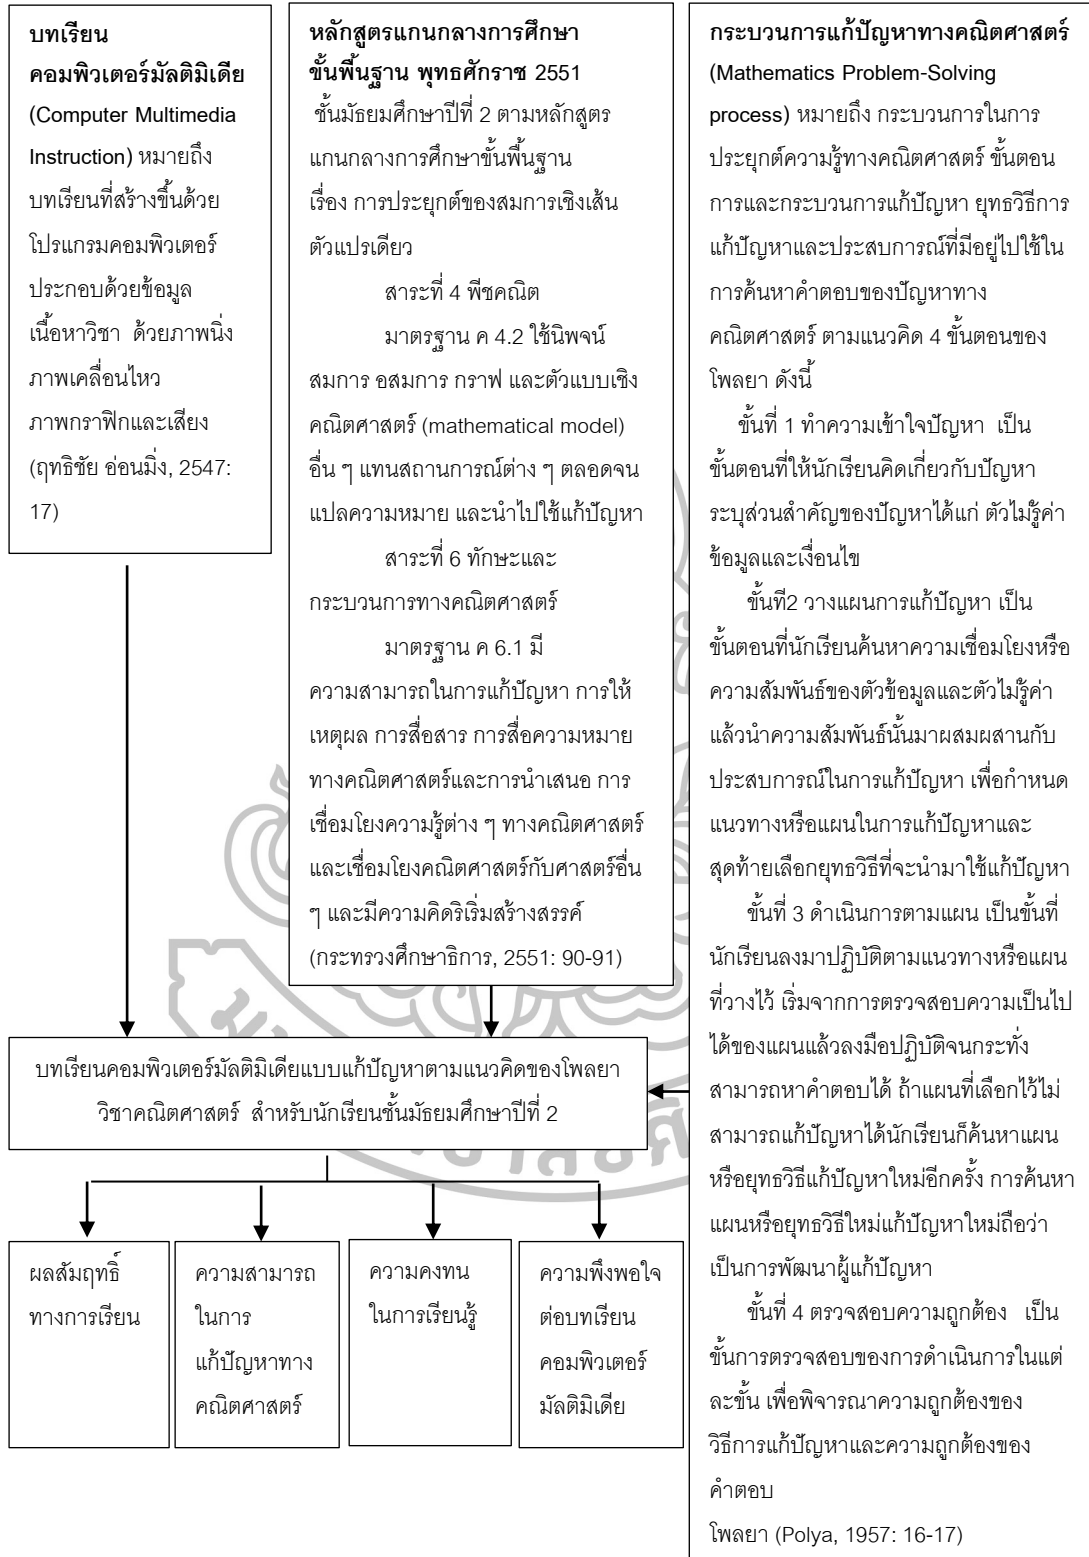 บทเรียน
คอมพิวเตอร์มัลติมิเดีย
(Computer Multimedia
Instruction) หมายถึง
บทเรียนที่สร้างขึ้นด้วย
โปรแกรมคอมพิวเตอร์
ประกอบด้วยข้อมูล
เนื้อหาวิชา ด้วยภาพนิ่ง
ภาพเคลื่อนไหว
ภาพกราฟิกและเสียง
(ฤทธิชัย อ่อนมิ่ง, 2547:
17)
หลักสูตรแกนกลางการศึกษา
ขั้นพื้นฐาน พุทธศักราช 2551
ชั้นมัธยมศึกษาปีที่ 2 ตามหลักสูตร
แกนกลางการศึกษาขั้นพื้นฐาน
เรื่อง การประยุกต์ของสมการเชิงเส้น
ตัวแปรเดียว
สาระที่ 4 พีชคณิต
มาตรฐาน ค 4.2 ใช้นิพจน์
สมการ อสมการ กราฟ และตัวแบบเชิง
คณิตศาสตร์ (mathematical model)
อื่น ๆ แทนสถานการณ์ต่าง ๆ ตลอดจน
แปลความหมาย และนำไปใช้แก้ปัญหา
สาระที่ 6 ทักษะและ
กระบวนการทางคณิตศาสตร์
มาตรฐาน ค 6.1 มี
ความสามารถในการแก้ปัญหา การให้
เหตุผล การสื่อสาร การสื่อความหมาย
ทางคณิตศาสตร์และการนำเสนอ การ
เชื่อมโยงความรู้ต่าง ๆ ทางคณิตศาสตร์
และเชื่อมโยงคณิตศาสตร์กับศาสตร์อื่น
ๆ และมีความคิดริเริ่มสร้างสรรค์
(กระทรวงศึกษาธิการ, 2551: 90-91)
กระบวนการแก้ปัญหาทางคณิตศาสตร์
(Mathematics Problem-Solving
process) หมายถึง กระบวนการในการ
ประยุกต์ความรู้ทางคณิตศาสตร์ ขั้นตอน
การและกระบวนการแก้ปัญหา ยุทธวิธีการ
แก้ปัญหาและประสบการณ์ที่มีอยู่ไปใช้ใน
การค้นหาคำตอบของปัญหาทาง
คณิตศาสตร์ ตามแนวคิด 4 ขั้นตอนของ
โพลยา ดังนี้
ขั้นที่ 1 ทำความเข้าใจปัญหา เป็น
ขั้นตอนที่ให้นักเรียนคิดเกี่ยวกับปัญหา
ระบุส่วนสำคัญของปัญหาได้แก่ ตัวไม่รู้ค่า
ข้อมูลและเงื่อนไข
ขั้นที่2 วางแผนการแก้ปัญหา เป็น
ขั้นตอนที่นักเรียนค้นหาความเชื่อมโยงหรือ
ความสัมพันธ์ของตัวข้อมูลและตัวไม่รู้ค่า
แล้วนำความสัมพันธ์นั้นมาผสมผสานกับ
ประสบการณ์ในการแก้ปัญหา เพื่อกำหนด
แนวทางหรือแผนในการแก้ปัญหาและ
สุดท้ายเลือกยุทธวิธีที่จะนำมาใช้แก้ปัญหา
ขั้นที่ 3 ดำเนินการตามแผน เป็นขั้นที่
นักเรียนลงมาปฏิบัติตามแนวทางหรือแผน
ที่วางไว้ เริ่มจากการตรวจสอบความเป็นไป
ได้ของแผนแล้วลงมือปฏิบัติจนกระทั่ง
สามารถหาคำตอบได้ ถ้าแผนที่เลือกไว้ไม่
สามารถแก้ปัญหาได้นักเรียนก็ค้นหาแผน
หรือยุทธวิธีแก้ปัญหาใหม่อีกครั้ง การค้นหา
แผนหรือยุทธวิธีใหม่แก้ปัญหาใหม่ถือว่า
เป็นการพัฒนาผู้แก้ปัญหา
ขั้นที่ 4 ตรวจสอบความถูกต้อง เป็น
ขั้นการตรวจสอบของการดำเนินการในแต่
ละขั้น เพื่อพิจารณาความถูกต้องของ
วิธีการแก้ปัญหาและความถูกต้องของ
คำตอบ
โพลยา (Polya, 1957: 16-17)
บทเรียนคอมพิวเตอร์มัลติมิเดียแบบแก้ปัญหาตามแนวคิดของโพลยา
วิชาคณิตศาสตร์ สำหรับนักเรียนชั้นมัธยมศึกษาปีที่ 2
ผลสัมฤทธิ์
ทางการเรียน
ความสามารถ
ในการ
แก้ปัญหาทาง
คณิตศาสตร์
ความคงทน
ในการเรียนรู้
ความพึงพอใจ
ต่อบทเรียน
คอมพิวเตอร์
มัลติมิเดีย